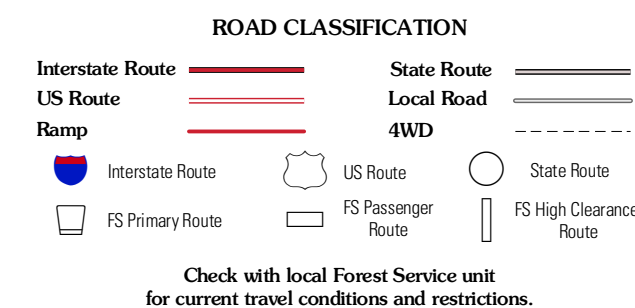 ROAD CLASSIFICATION
Interstate Route
State Route
US Route
Local Road
Ramp
4WD
Interstate Route
US Route
State Route
FS Primary Route
FS Passenger
Route
FS High Clearance
Route
Check with local Forest Service unit
for current travel conditions and restrictions.